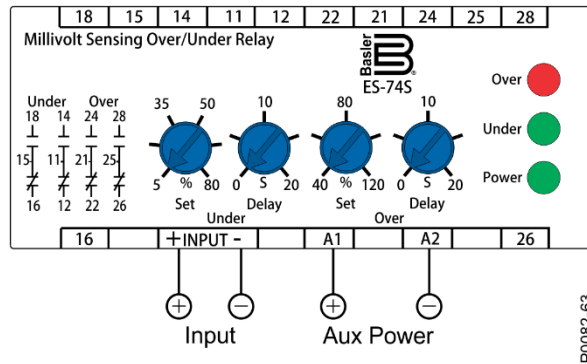 18 15 14 11 12 22 21 24 25 28
Millivolt Sensing Over/Under Relay
Basler
ES-74S
Over
Under
Power
Under Over
18 14 24 28
15 11 21 25
16 12 22 26
35 50
5 % 80
Set
10
0 S 20
Delay
80
40 % 120
Set
10
0 S 20
Delay
Under
Over
16 +INPUT - A1 A2 26
+ - + -
Input
Aux Power
P0082-63